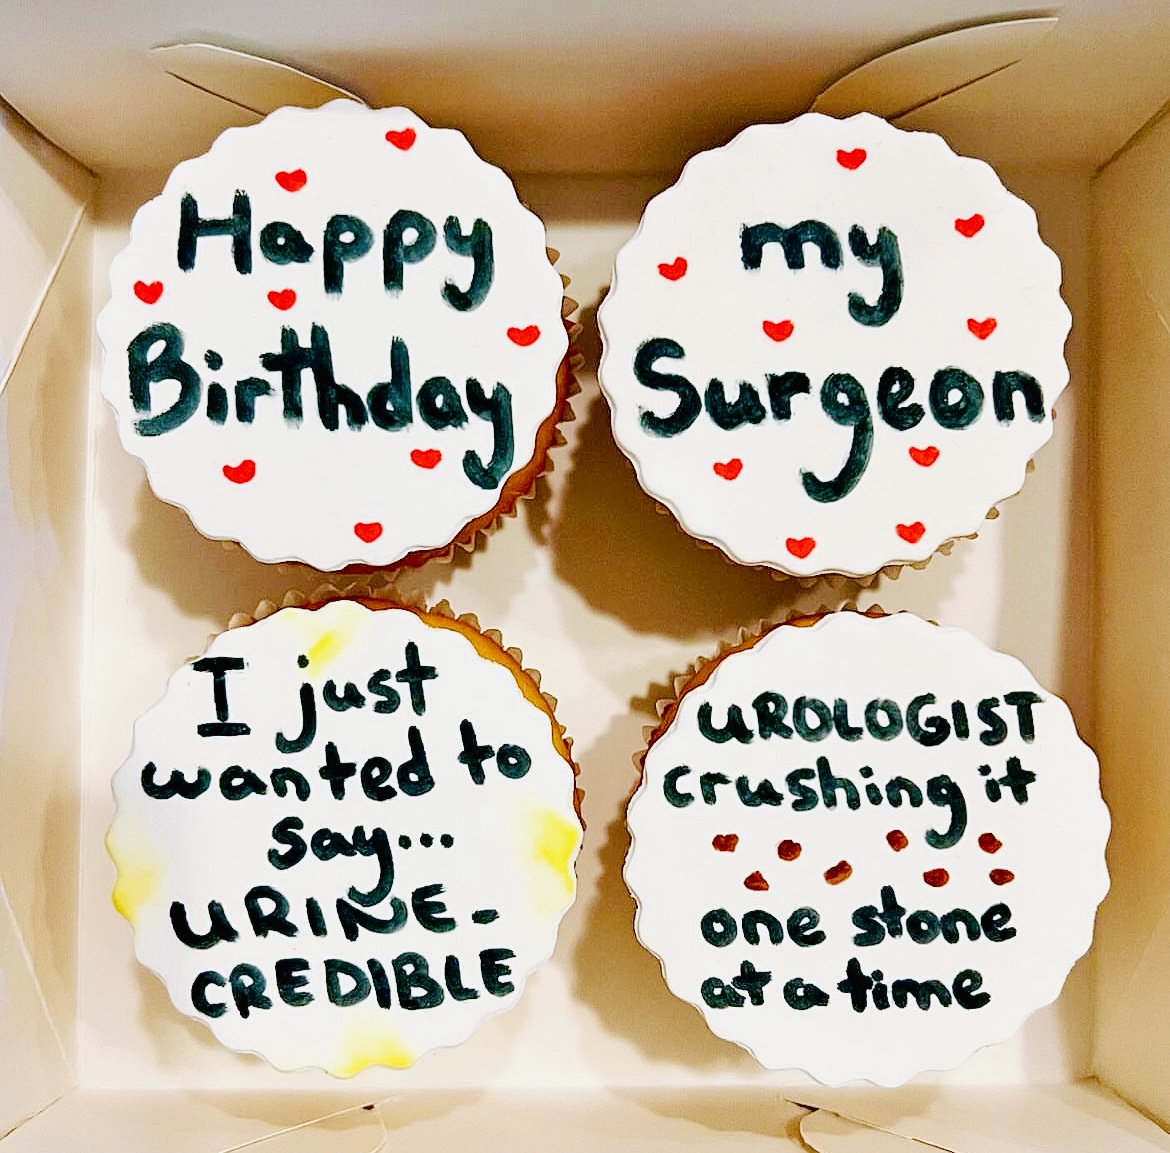 Happy
Birthday
my
Surgeon
I just
wanted to
say...
URINE-
CREDIBLE
UROLOGIST
crushing it
one stone
at a time